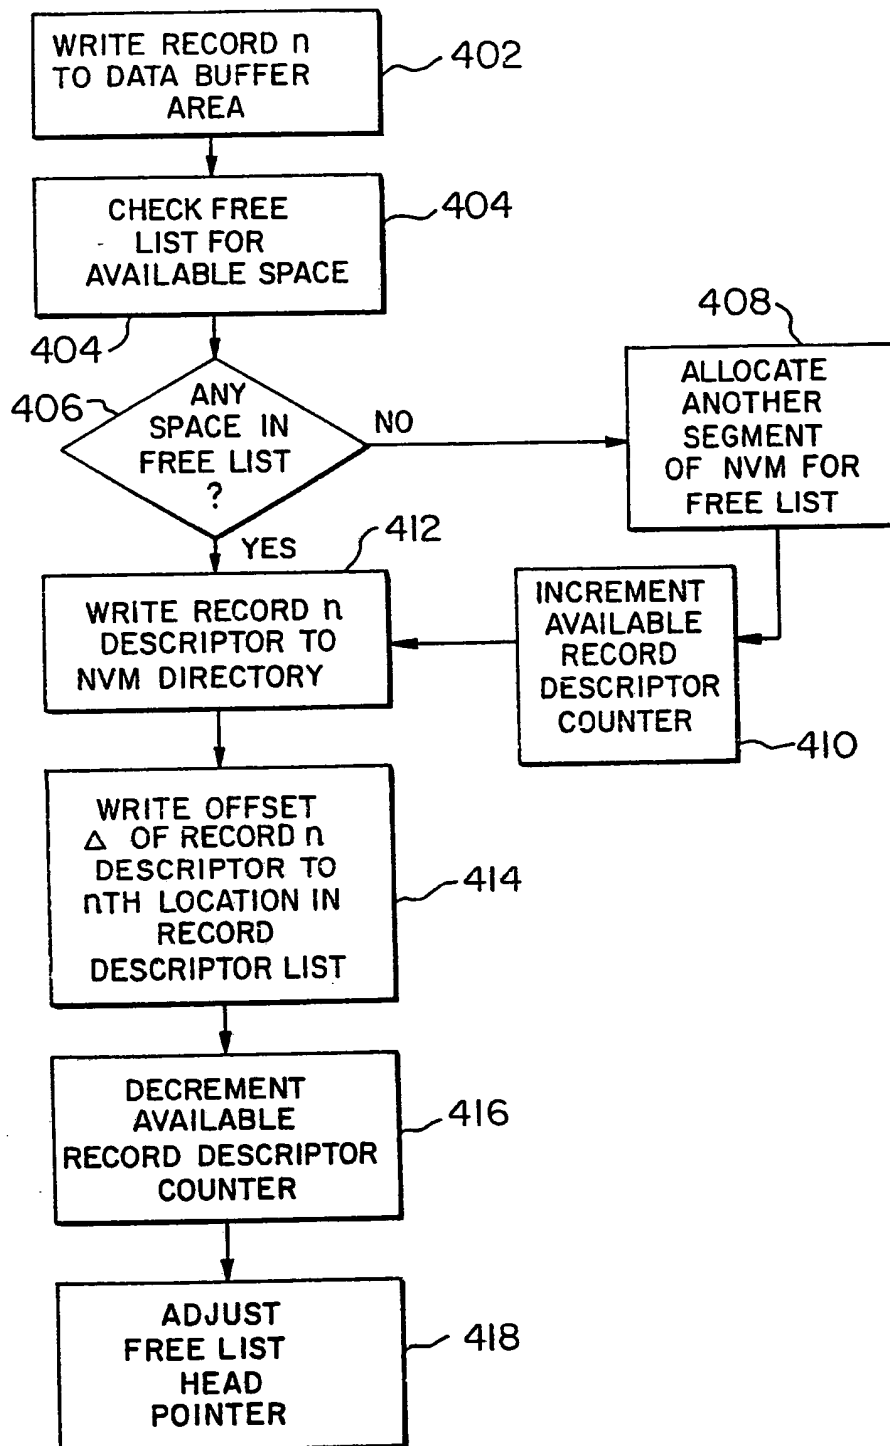 WRITE RECORD n
TO DATA BUFFER
AREA
402
CHECK FREE
LIST FOR
AVAILABLE SPACE
404
404
406
ANY
SPACE IN
FREE LIST
?
NO
YES
408
ALLOCATE
ANOTHER
SEGMENT
OF NVM FOR
FREE LIST
INCREMENT
AVAILABLE
RECORD
DESCRIPTOR
COUNTER
410
412
WRITE RECORD n
DESCRIPTOR TO
NVM DIRECTORY
WRITE OFFSET
Δ OF RECORD n
DESCRIPTOR TO
nTH LOCATION IN
RECORD
DESCRIPTOR LIST
414
DECREMENT
AVAILABLE
RECORD DESCRIPTOR
COUNTER
416
ADJUST
FREE LIST
HEAD
POINTER
418